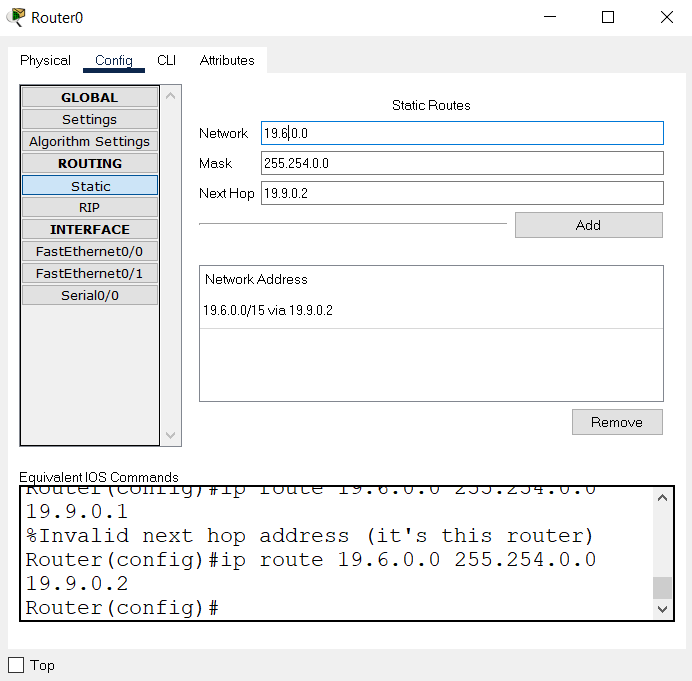 Router0
Physical Config CLI Attributes
GLOBAL
Settings
Algorithm Settings
ROUTING
Static
RIP
INTERFACE
FastEthernet0/0
FastEthernet0/1
Serial0/0
Static Routes
Network 19.6.0.0
Mask 255.254.0.0
Next Hop 19.9.0.2
Add
Network Address
19.6.0.0/15 via 19.9.0.2
Remove
Equivalent IOS Commands
Router(config)#ip route 19.6.0.0 255.254.0.0
19.9.0.1
%Invalid next hop address (it's this router)
Router(config)#ip route 19.6.0.0 255.254.0.0
19.9.0.2
Router(config)#
Top